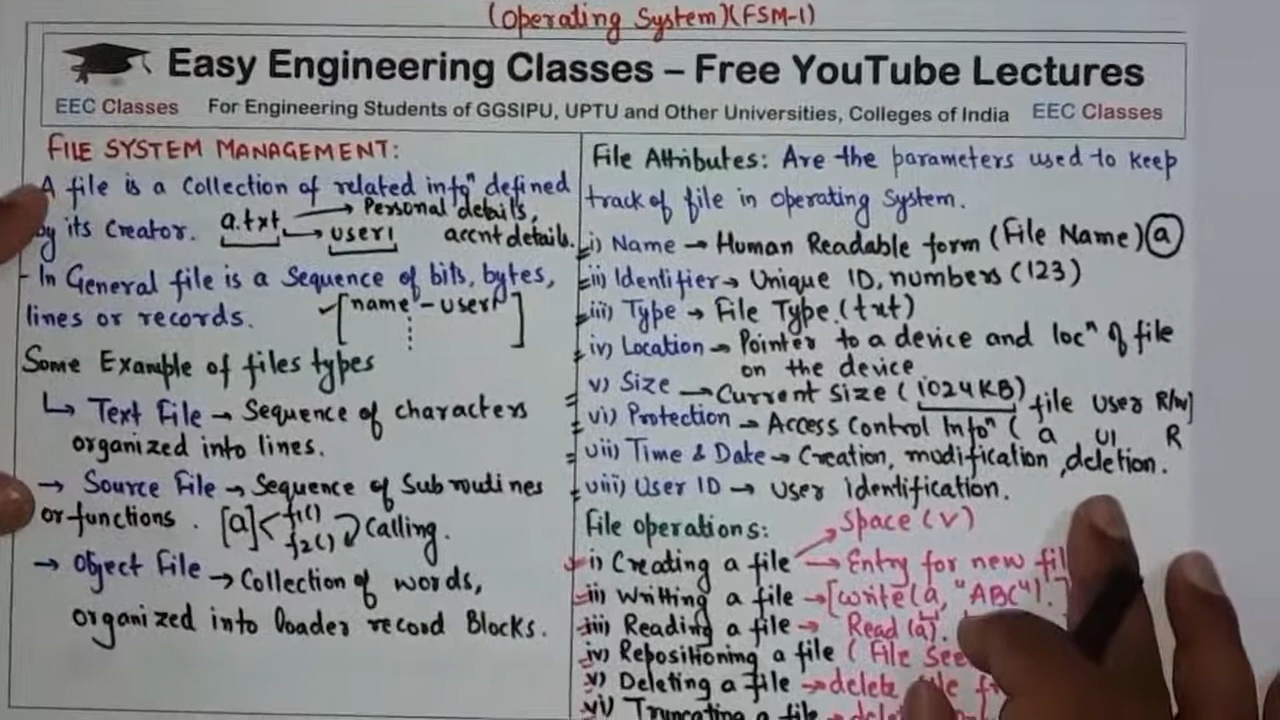 (Operating System)(FSM-1)
Easy Engineering Classes – Free YouTube Lectures
EEC Classes For Engineering Students of GGSIPU, UPTU and Other Universities, Colleges of India EEC Classes
FILE SYSTEM MANAGEMENT:
A file is a Collection of related infoⁿ defined
by its Creator. a.txt → Personal details,
→ user1 accnt details.
- In General file is a Sequence of bits, bytes,
lines or records. [name - user1]
Some Example of files types
↳ Text File → Sequence of characters
organized into lines.
→ Source File → Sequence of Subroutines
or functions. [a] < f1()
f2() Calling.
→ Object File → Collection of words,
organized into loader record Blocks.
File Attributes: Are the parameters used to keep
track of file in operating System.
i) Name → Human Readable form (File Name) a
ii) Identifier → Unique ID, numbers (123)
iii) Type → File Type (txt)
iv) Location → Pointer to a device and locⁿ of file
on the device
v) Size → Current Size (1024KB)
file user R/w]
vi) Protection → Access Control Infoⁿ ( a U1 R
vii) Time & Date → Creation, modification, deletion.
viii) User ID → User identification.
File operations: Space (v)
i) Creating a file → Entry for new fil
ii) Writting a file → [write(a, "ABC")].
iii) Reading a file → Read (a).
iv) Repositioning a file ( File See
v) Deleting a file → delete file
vi) Truncating a file →